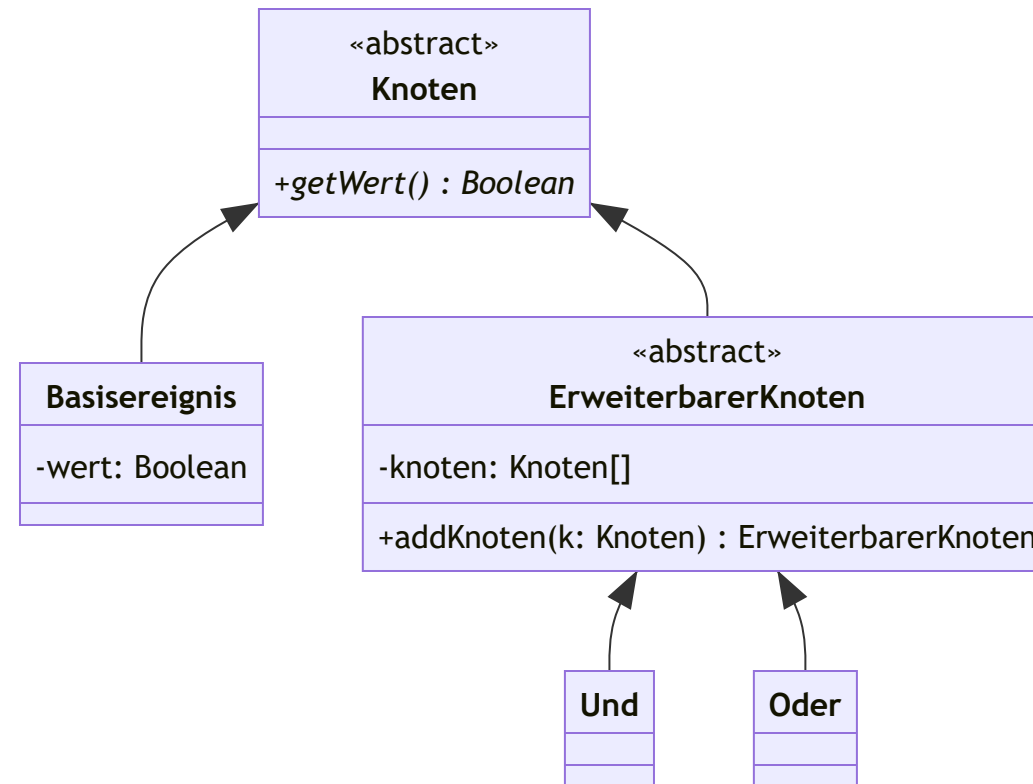 «abstract»
Knoten
+getWert() : Boolean
«abstract»
Basisereignis
ErweiterbarerKnoten
-wert: Boolean
-knoten: Knoten[]
+addKnoten(k: Knoten) : ErweiterbarerKnoten
Und
Oder